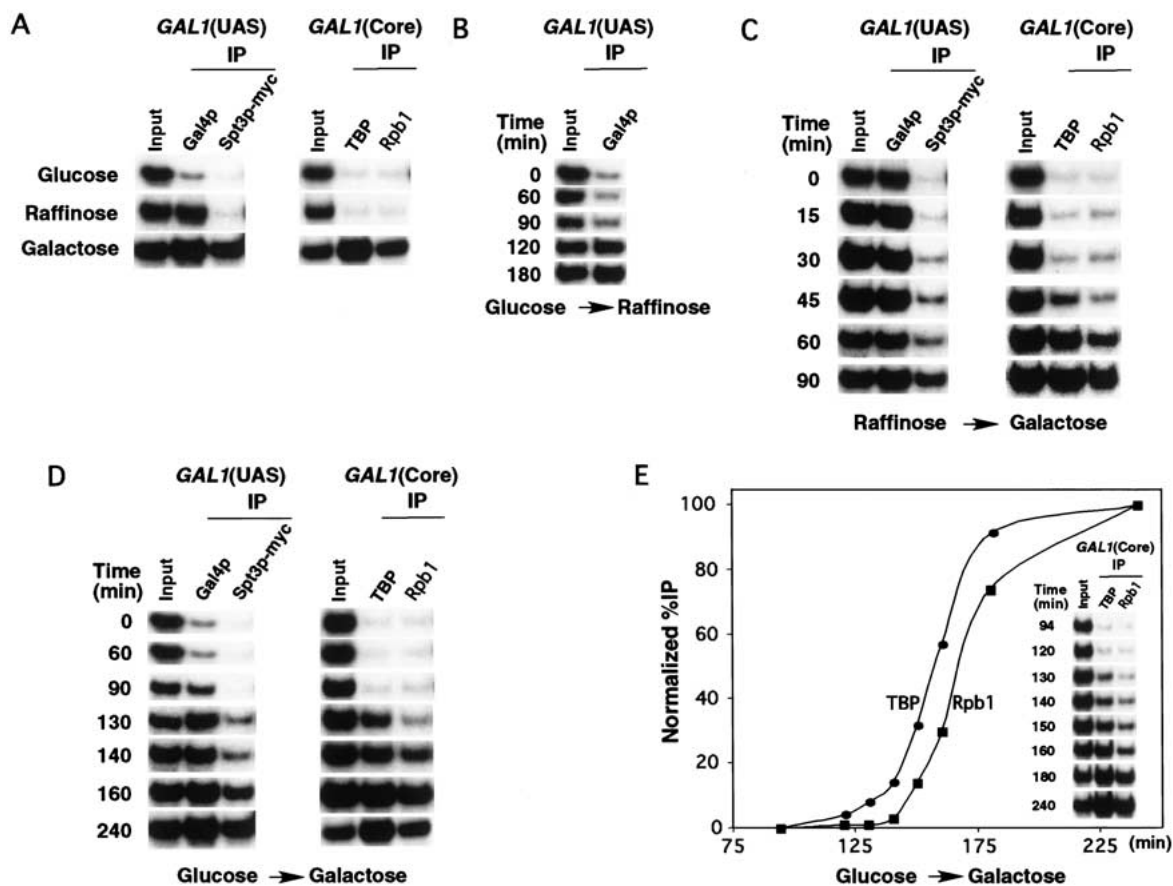 A
GAL1(UAS)
IP
Input
Gal4p
Spt3p-myc
GAL1(Core)
IP
Input
TBP
Rpb1
Glucose
Raffinose
Galactose
B
GAL1(UAS)
IP
Time
(min)
Input
Gal4p
0
60
90
120
180
Glucose → Raffinose
C
GAL1(UAS)
IP
Input
Gal4p
Spt3p-myc
GAL1(Core)
IP
Input
TBP
Rpb1
Time
(min)
0
15
30
45
60
90
Raffinose → Galactose
D
GAL1(UAS)
IP
Input
Gal4p
Spt3p-myc
GAL1(Core)
IP
Input
TBP
Rpb1
Time
(min)
0
60
90
130
140
160
240
Glucose → Galactose
E
Normalized %IP
100
80
60
40
20
0
75
125
175
225
(min)
TBP
Rpb1
GAL1(Core)
IP
Time
(min)
Input
TBP
Rpb1
94
120
130
140
150
160
180
240
Glucose → Galactose